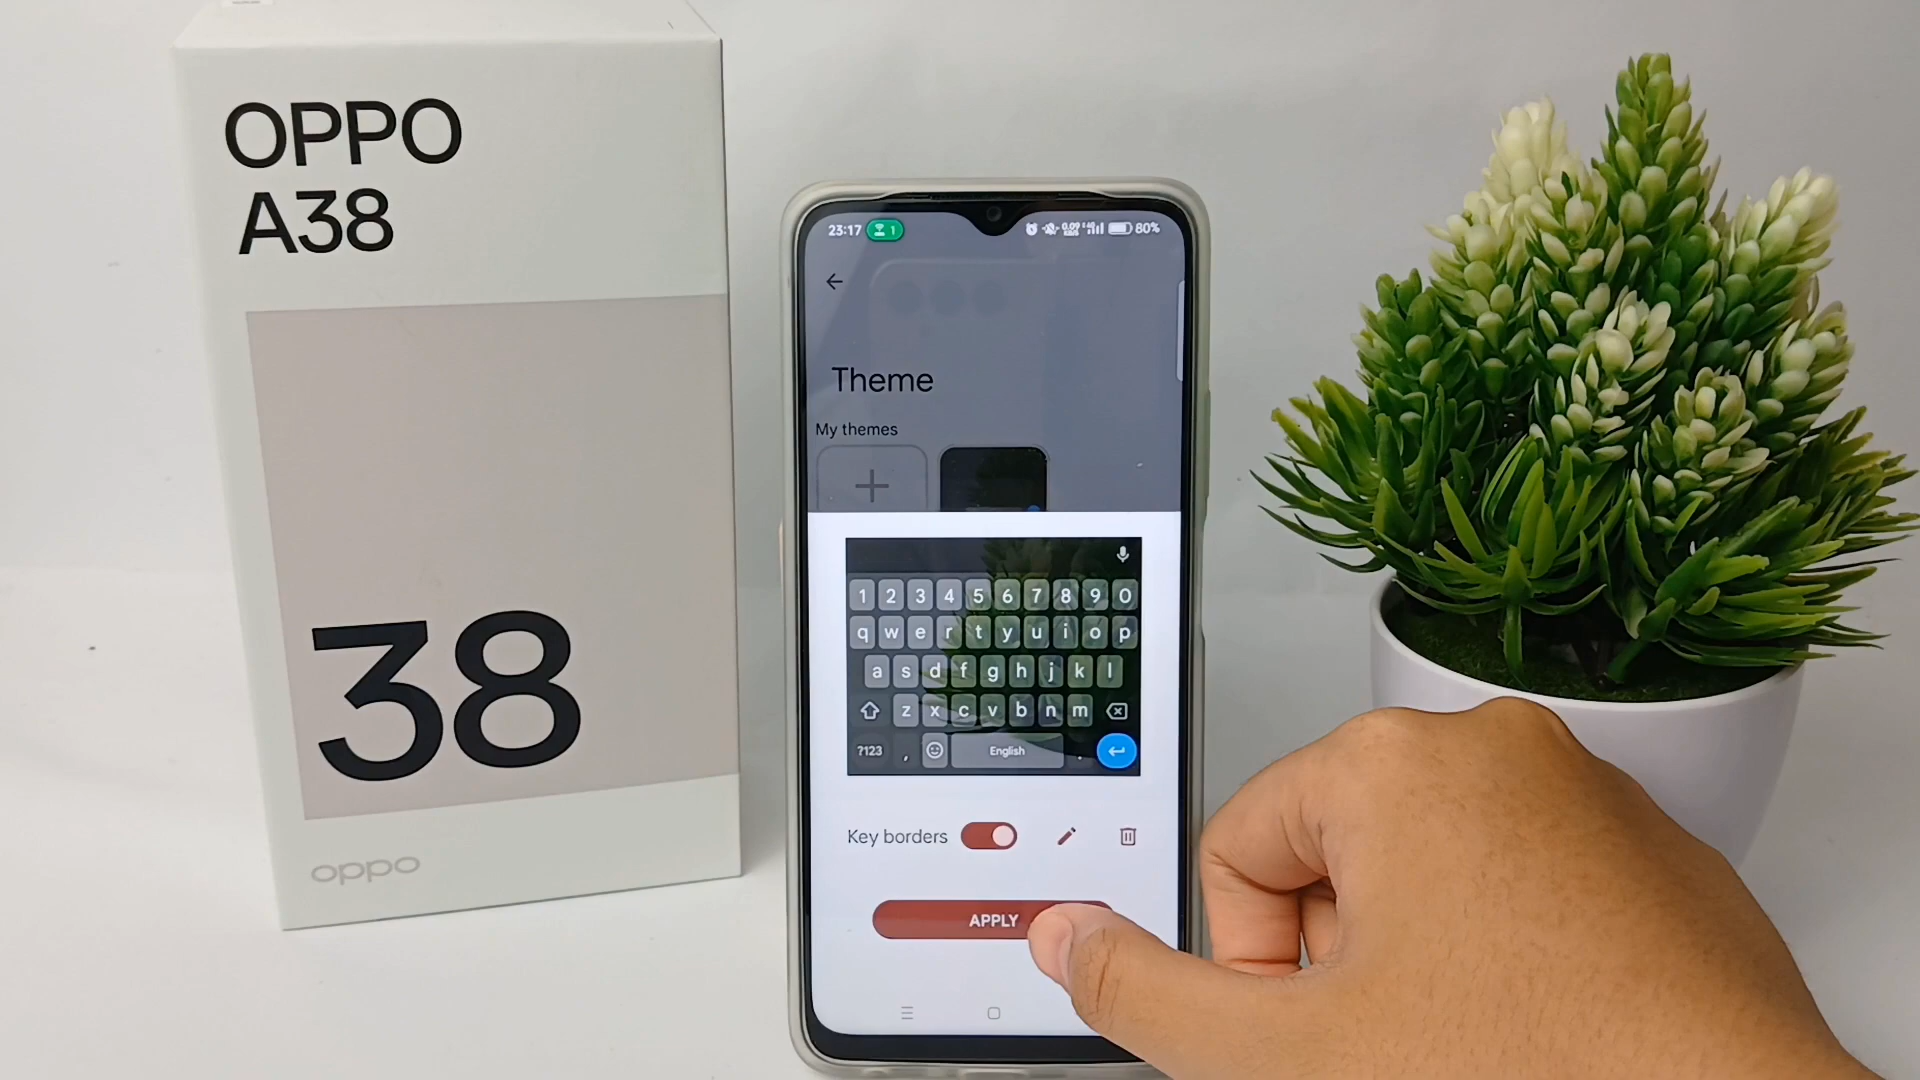 OPPO
A38
38
oppo
23:17 1 80%
Theme
My themes
1 2 3 4 5 6 7 8 9 0
q w e r t y u i o p
a s d f g h j k l
z x c v b n m
?123 , English .
Key borders
APPLY